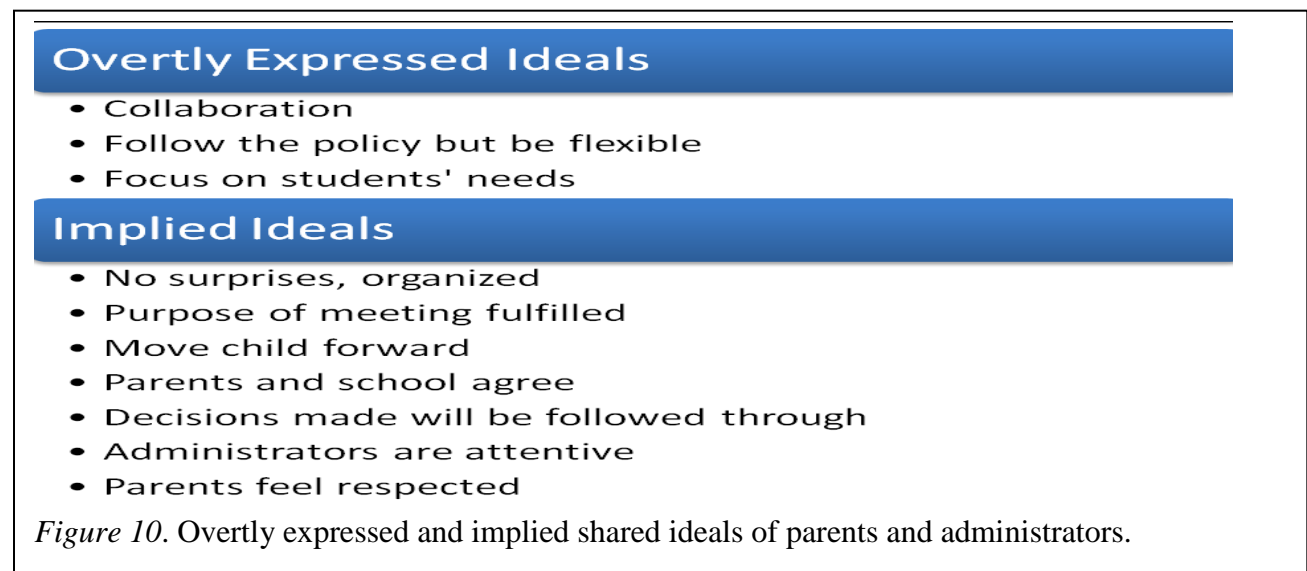 Overtly Expressed Ideals
• Collaboration
• Follow the policy but be flexible
• Focus on students' needs
Implied Ideals
• No surprises, organized
• Purpose of meeting fulfilled
• Move child forward
• Parents and school agree
• Decisions made will be followed through
• Administrators are attentive
• Parents feel respected
Figure 10. Overtly expressed and implied shared ideals of parents and administrators.